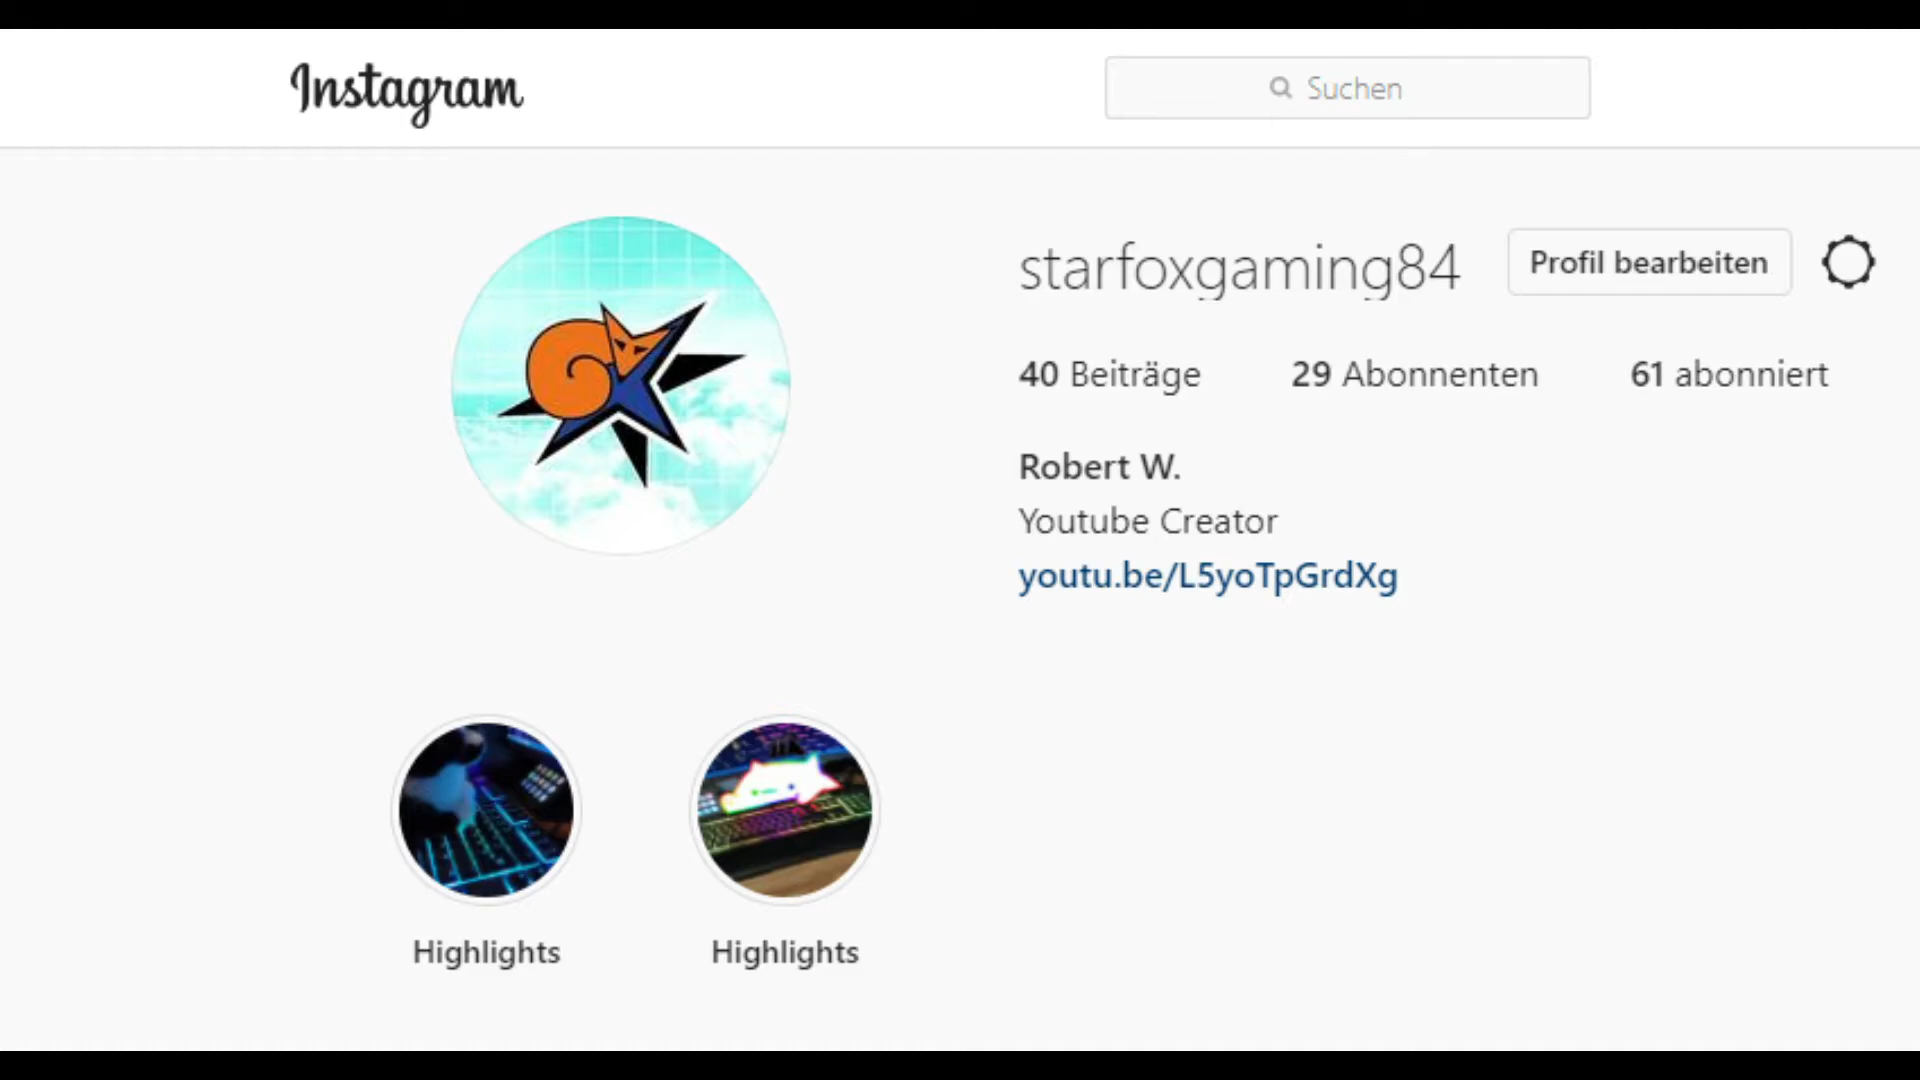 Instagram
Suchen
starfoxgaming84
Profil bearbeiten
40 Beiträge 29 Abonnenten 61 abonniert
Robert W.
Youtube Creator
youtu.be/L5yoTpGrdXg
Highlights Highlights